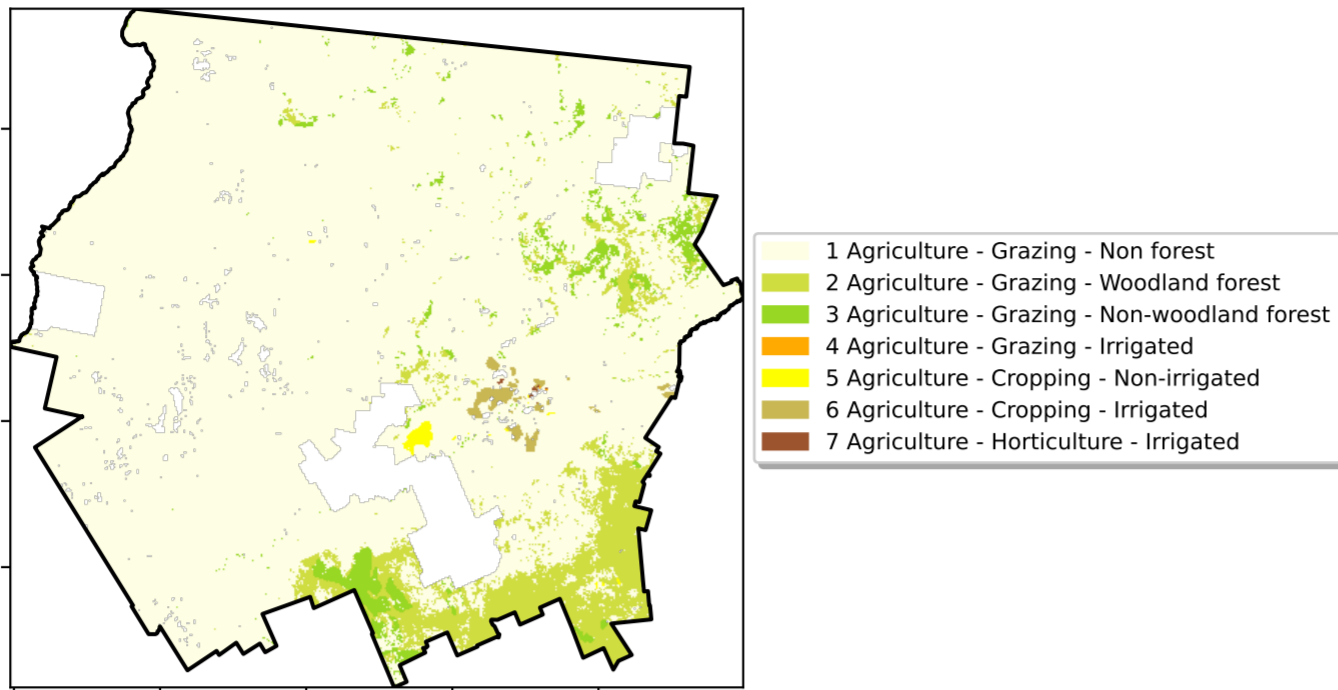 1 Agriculture - Grazing - Non forest
2 Agriculture - Grazing - Woodland forest
3 Agriculture - Grazing - Non-woodland forest
4 Agriculture - Grazing - Irrigated
5 Agriculture - Cropping - Non-irrigated
6 Agriculture - Cropping - Irrigated
7 Agriculture - Horticulture - Irrigated